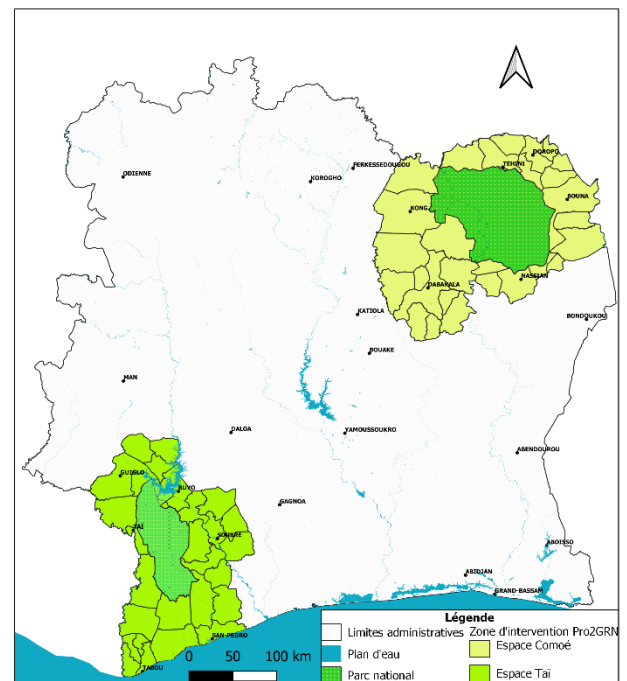 DOROPO
TEHINI
FERKESSEDOUGOU
ODIENNE
KOROGHO
BOUNA
KONG
NASSIAN
DABAKALA
KATIOLA
BONDOUKOU
BOUAKE
MAN
DALOA
YAMOUSSOUKRO
ABENDOUROU
GUIGLO
BUYO
GAGNOA
TAÏ
SOUBRE
ABOISSO
ABIDJAN
GRAND-BASSAM
SAN-PEDRO
TABOU
0 50 100 km
Légende
Limites administratives Zone d'intervention Pro2GRN
Plan d'eau Espace Comoé
Parc national Espace Taï